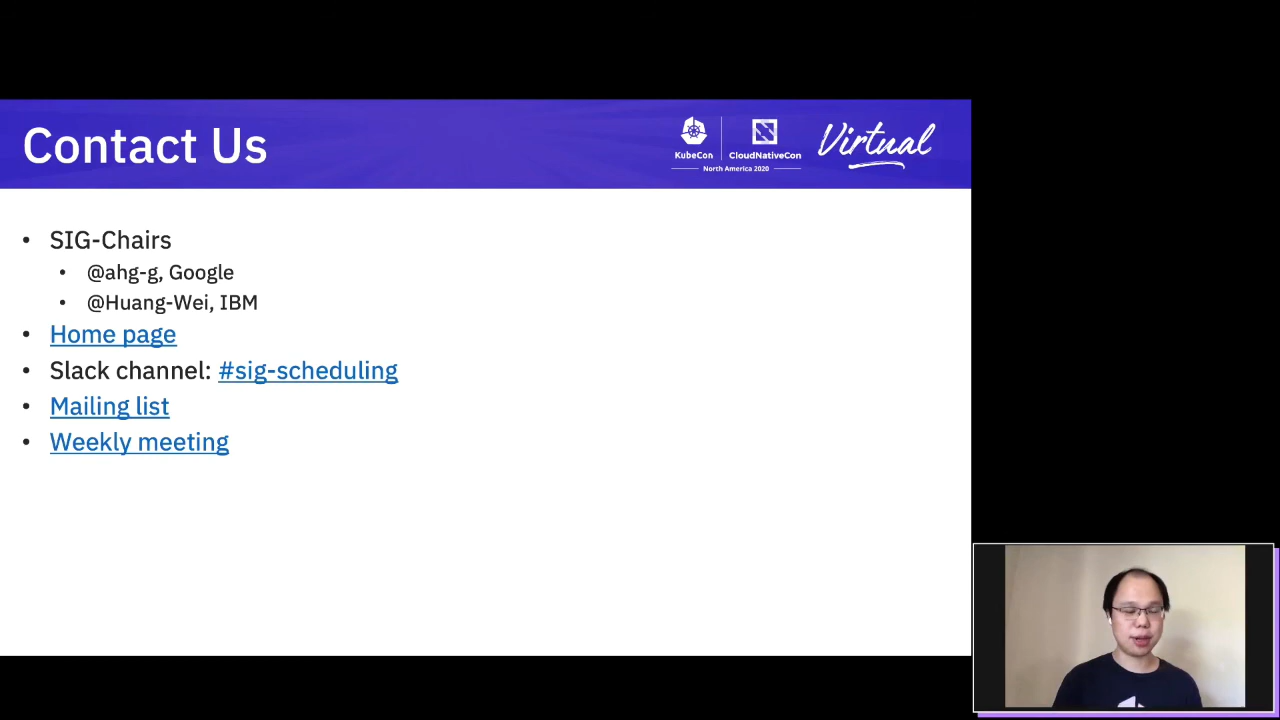 Contact Us
KubeCon
CloudNativeCon
North America 2020
Virtual
• SIG-Chairs
• @ahg-g, Google
• @Huang-Wei, IBM
• Home page
• Slack channel: #sig-scheduling
• Mailing list
• Weekly meeting